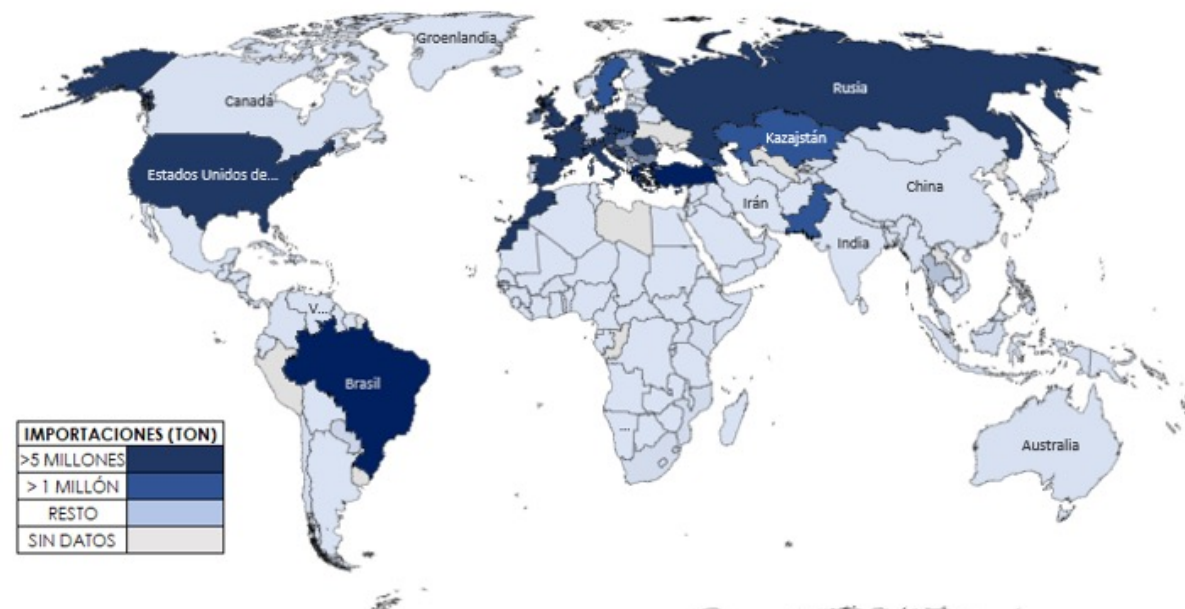 Groenlandia
Canadá
Rusia
Kazajstán
Estados Unidos de...
China
Irán
India
V...
Brasil
...
Australia
IMPORTACIONES (TON)
>5 MILLONES
> 1 MILLÓN
RESTO
SIN DATOS